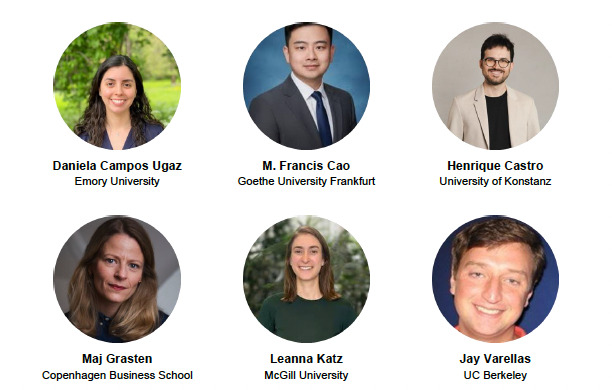 Daniela Campos Ugaz
Emory University
M. Francis Cao
Goethe University Frankfurt
Henrique Castro
University of Konstanz
Maj Grasten
Copenhagen Business School
Leanna Katz
McGill University
Jay Varellas
UC Berkeley